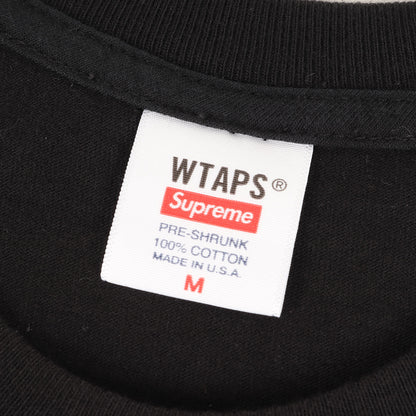 WTAPS®
Supreme
PRE-SHRUNK
100% COTTON
MADE IN U.S.A.
M